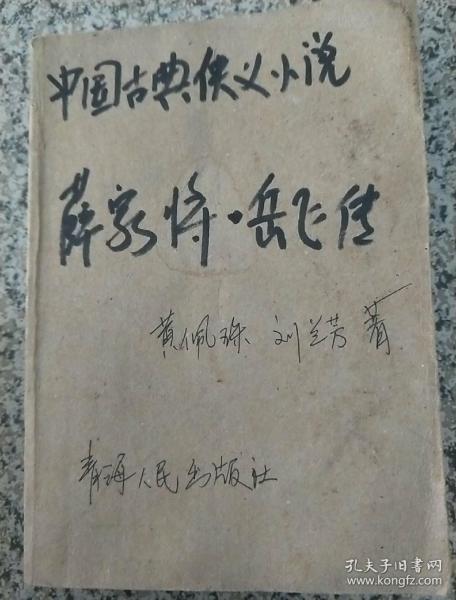 中国古典侠义小说
薛家将·岳飞传
黄佩珠 刘兰芳 著
青海人民出版社
孔夫子旧书网
www.kongfz.com